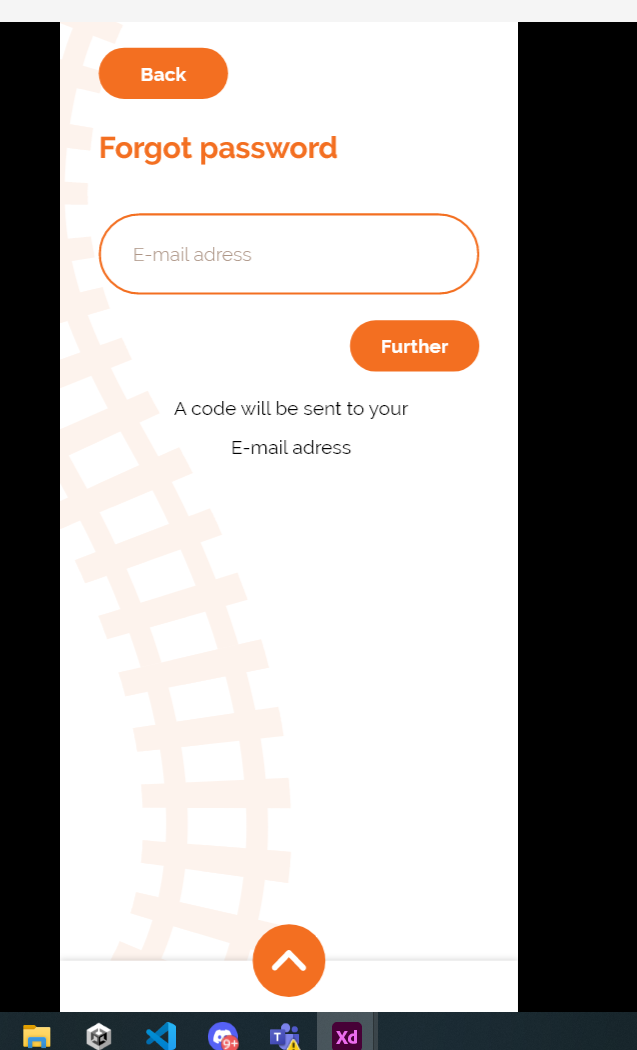 Back
Forgot password
E-mail adress
Further
A code will be sent to your
E-mail adress
9+
T
Xd